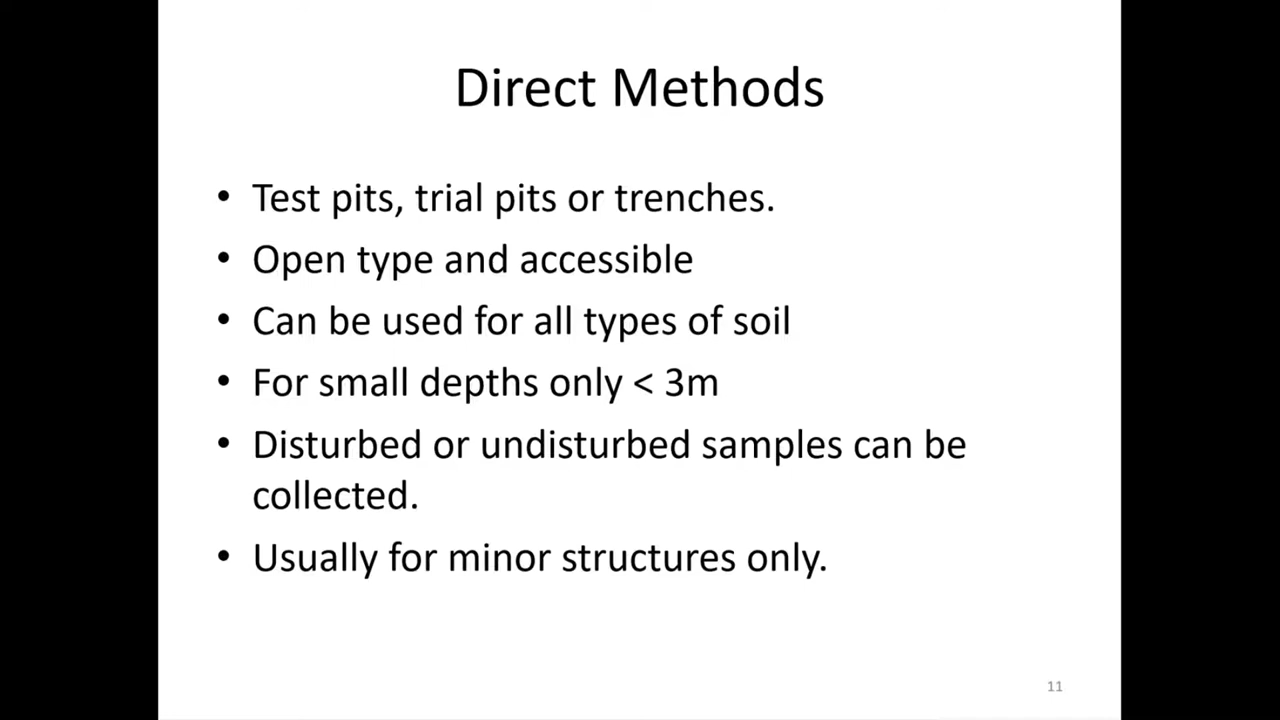 Direct Methods
• Test pits, trial pits or trenches.
• Open type and accessible
• Can be used for all types of soil
• For small depths only < 3m
• Disturbed or undisturbed samples can be
collected.
• Usually for minor structures only.
11